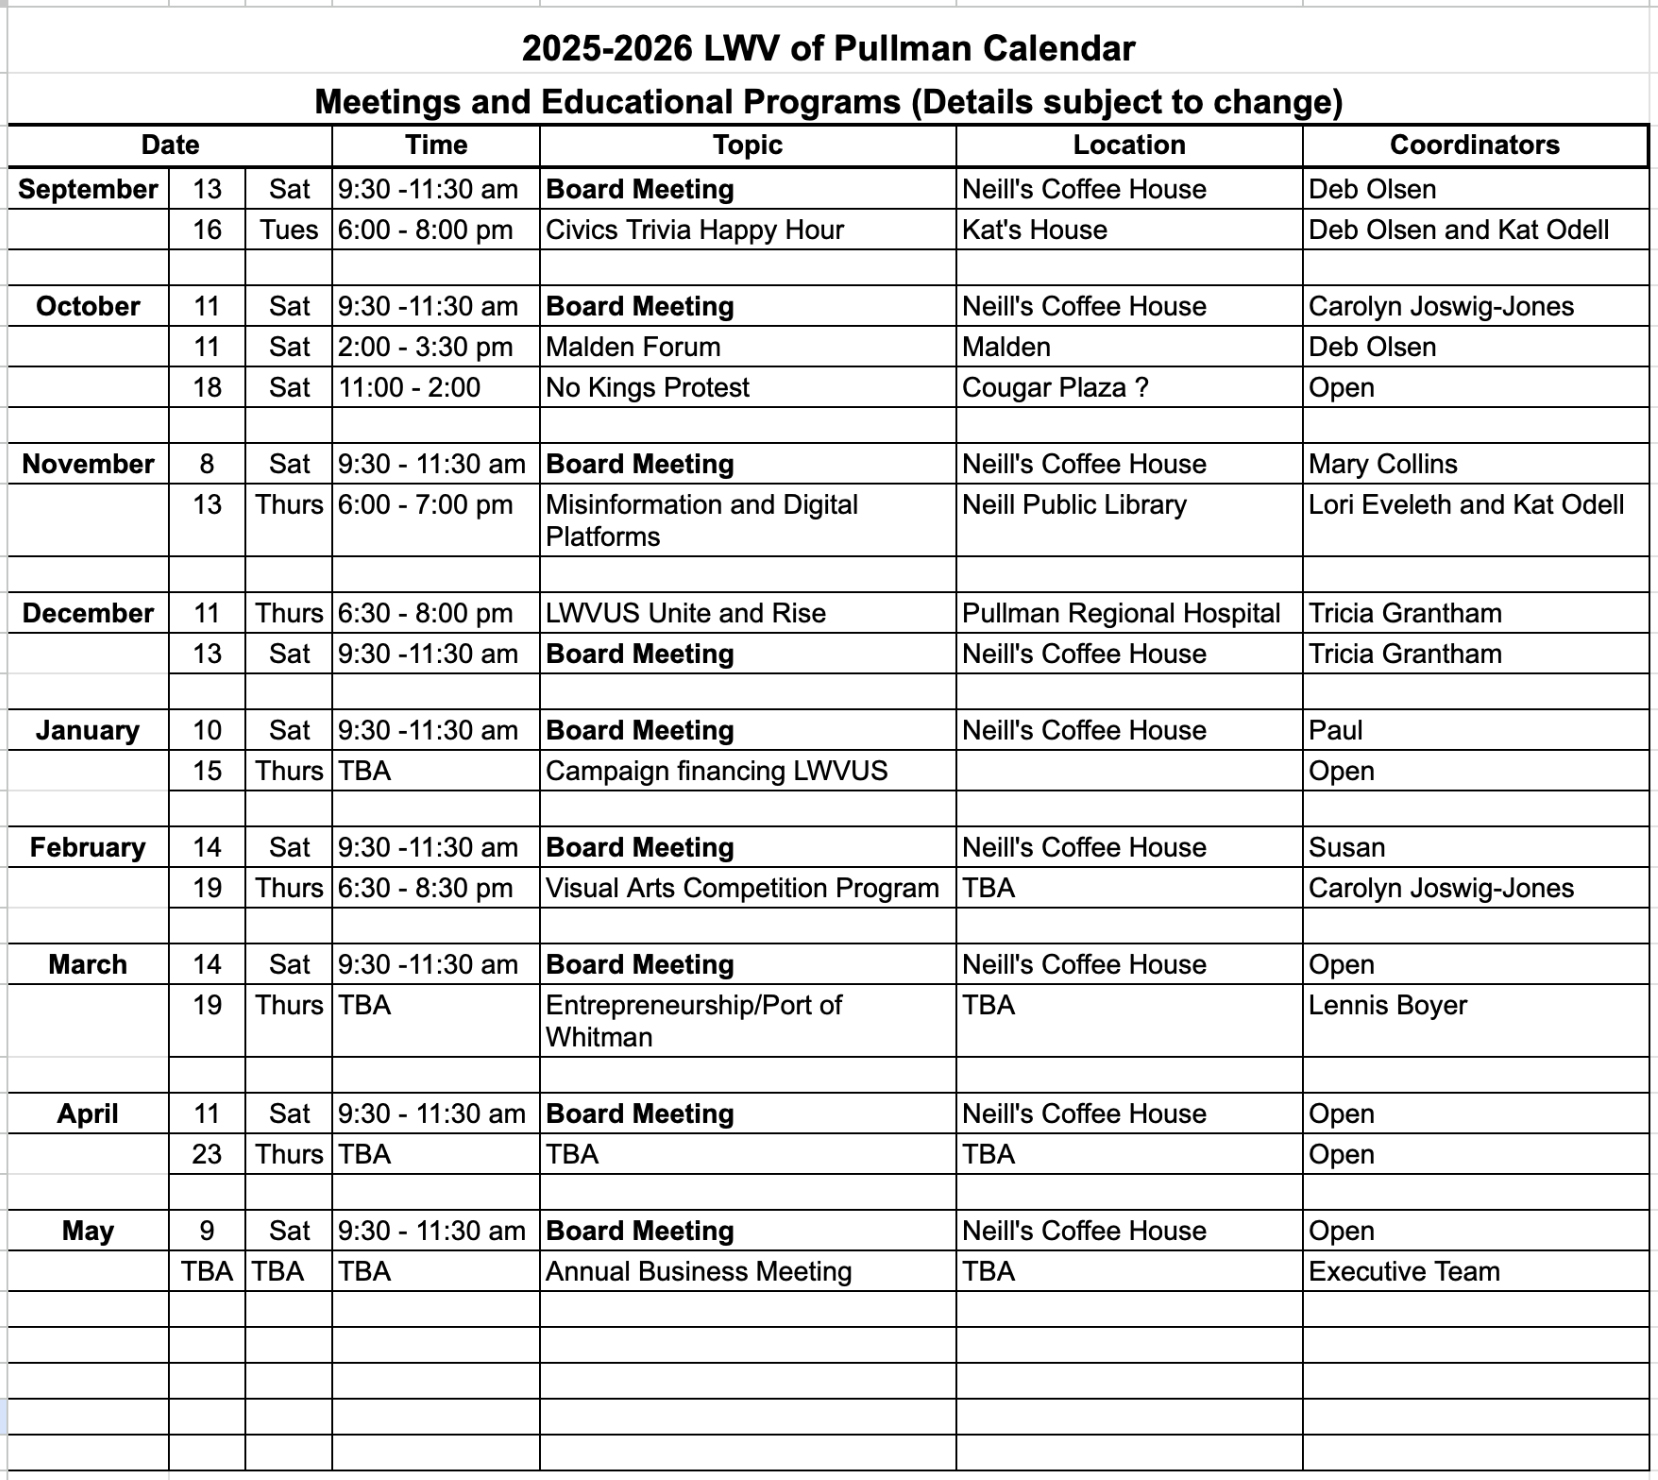 2025-2026 LWV of Pullman Calendar
Meetings and Educational Programs (Details subject to change)
Date Time Topic Location Coordinators
September 13 Sat 9:30 -11:30 am Board Meeting Neill's Coffee House Deb Olsen
16 Tues 6:00 - 8:00 pm Civics Trivia Happy Hour Kat's House Deb Olsen and Kat Odell
October 11 Sat 9:30 -11:30 am Board Meeting Neill's Coffee House Carolyn Joswig-Jones
11 Sat 2:00 - 3:30 pm Malden Forum Malden Deb Olsen
18 Sat 11:00 - 2:00 No Kings Protest Cougar Plaza ? Open
November 8 Sat 9:30 - 11:30 am Board Meeting Neill's Coffee House Mary Collins
13 Thurs 6:00 - 7:00 pm Misinformation and Digital Neill Public Library Lori Eveleth and Kat Odell
Platforms
December 11 Thurs 6:30 - 8:00 pm LWVUS Unite and Rise Pullman Regional Hospital Tricia Grantham
13 Sat 9:30 -11:30 am Board Meeting Neill's Coffee House Tricia Grantham
January 10 Sat 9:30 -11:30 am Board Meeting Neill's Coffee House Paul
15 Thurs TBA Campaign financing LWVUS Open
February 14 Sat 9:30 -11:30 am Board Meeting Neill's Coffee House Susan
19 Thurs 6:30 - 8:30 pm Visual Arts Competition Program TBA Carolyn Joswig-Jones
March 14 Sat 9:30 -11:30 am Board Meeting Neill's Coffee House Open
19 Thurs TBA Entrepreneurship/Port of TBA Lennis Boyer
Whitman
April 11 Sat 9:30 - 11:30 am Board Meeting Neill's Coffee House Open
23 Thurs TBA TBA TBA Open
May 9 Sat 9:30 - 11:30 am Board Meeting Neill's Coffee House Open
TBA TBA TBA Annual Business Meeting TBA Executive Team